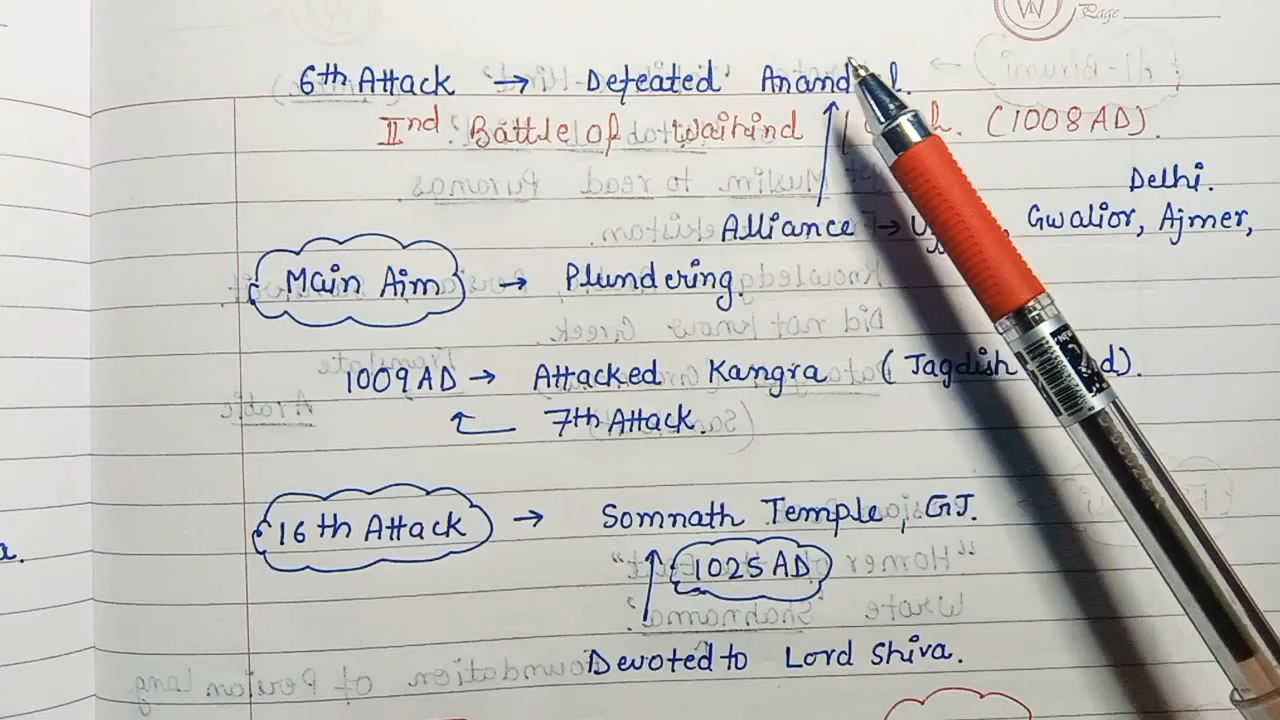 Page
6th Attack → Defeated
IInd Battle of Waihind (1008 AD).
Delhi.
Alliance → Gwalior, Ajmer,
Main Aim → Plundering.
1009 AD → Attacked Kangra (Jagdish
7th Attack.
16th Attack → Somnath Temple, GJ.
1025 AD
Devoted to Lord Shiva.